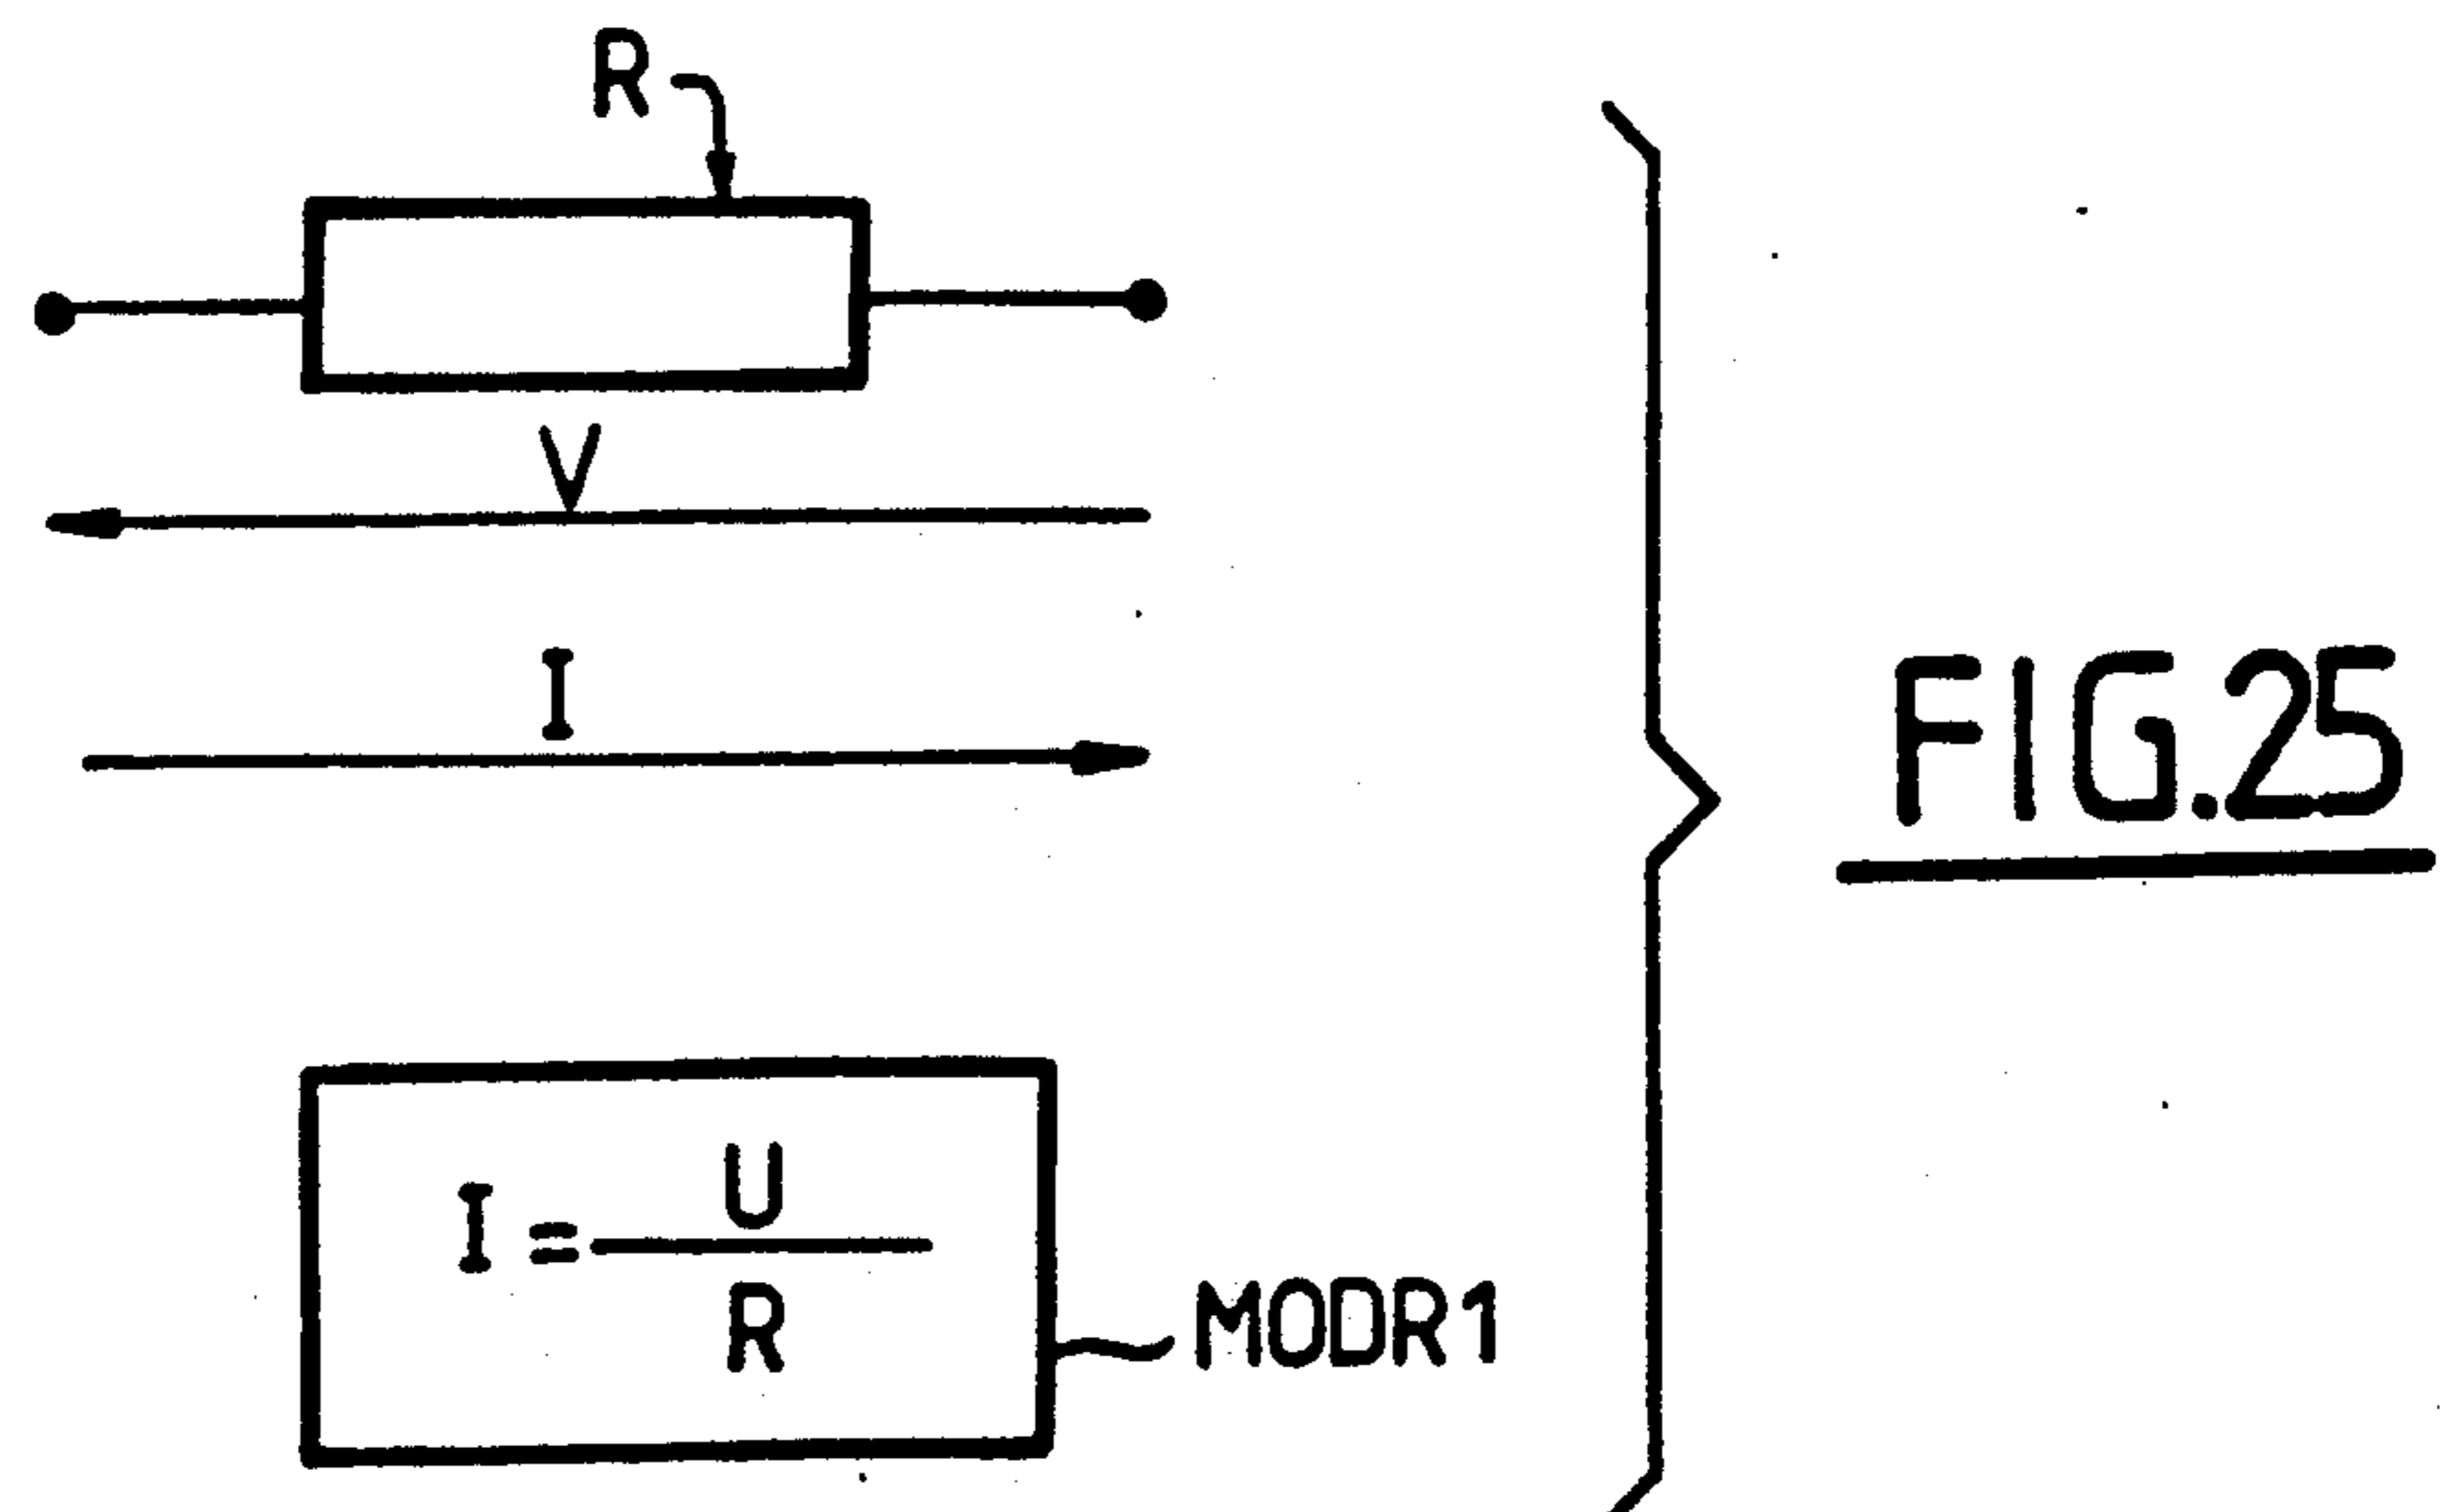 R
V
I
FIG.25
I = U / R
MODR1